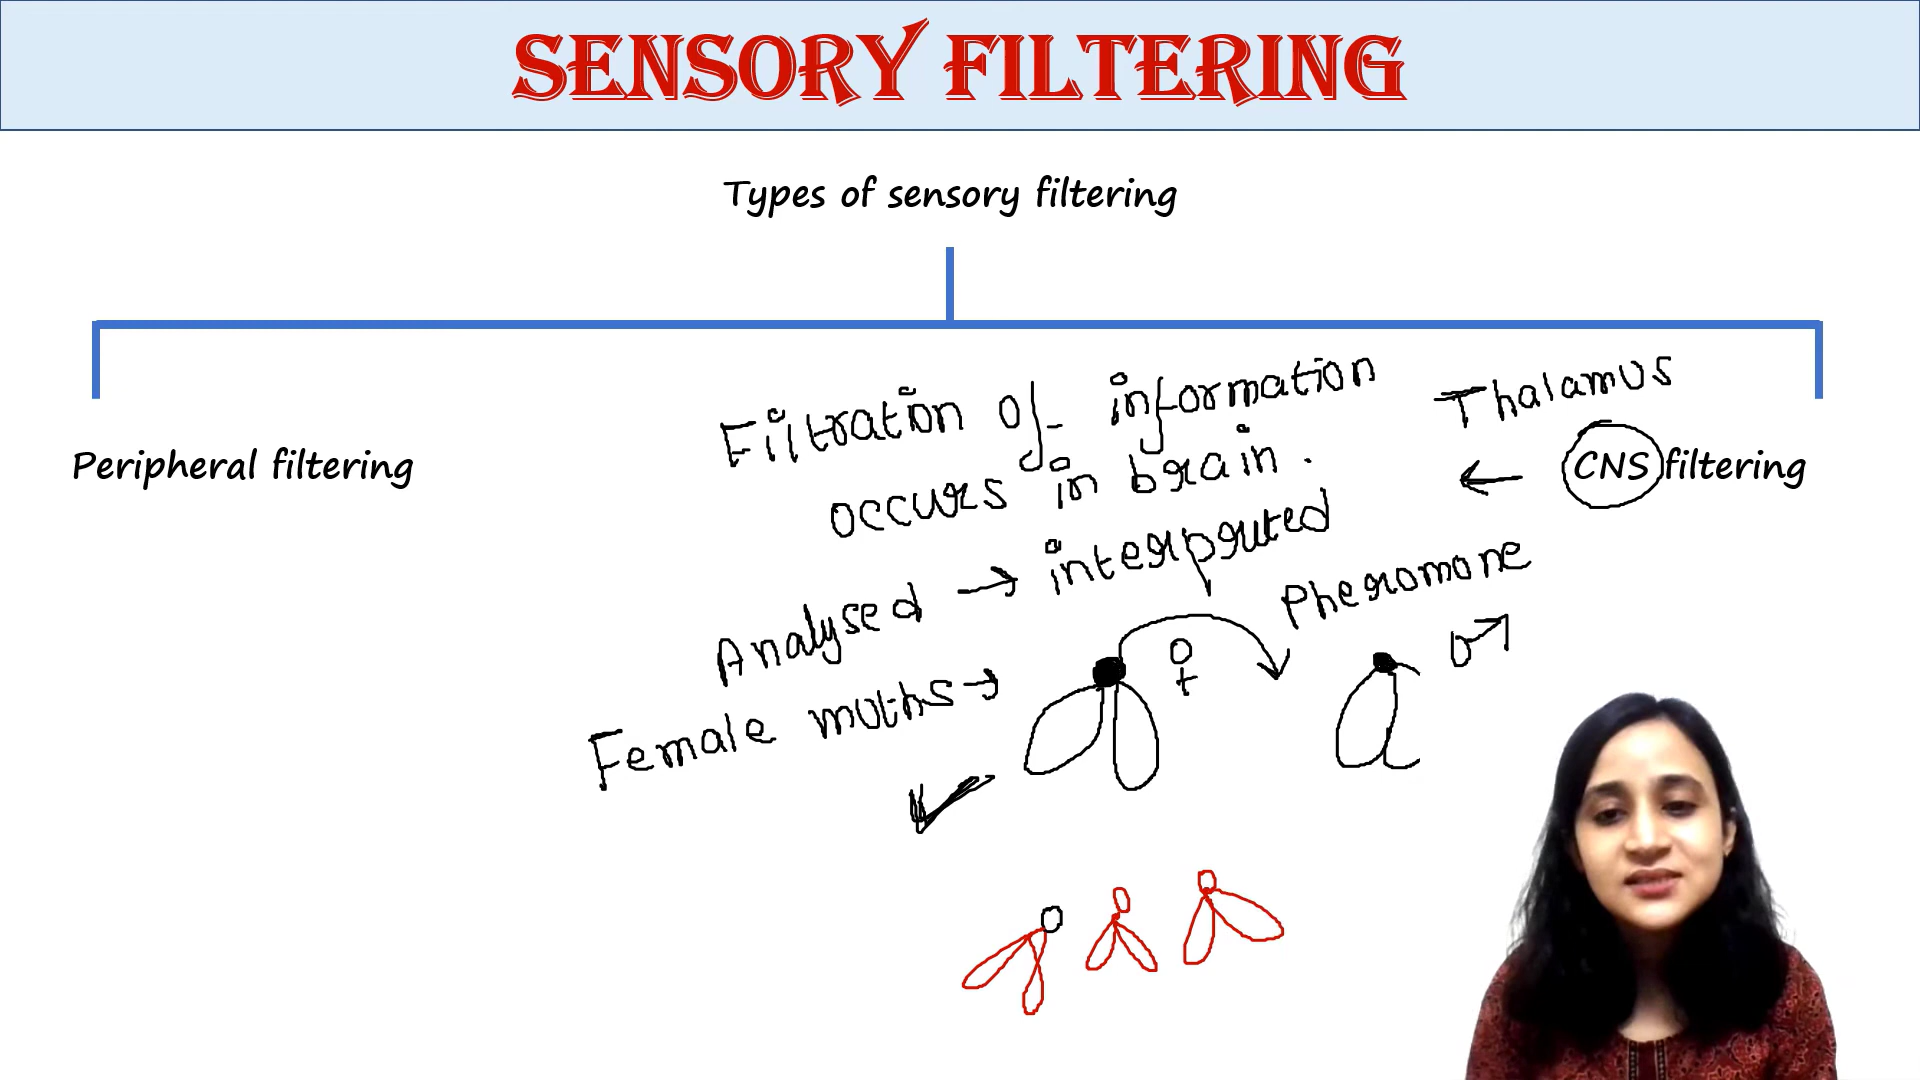 SENSORY FILTERING
Types of sensory filtering
Peripheral filtering
CNS filtering
Thalamus
Filtration of information
occurs in brain.
Analysed → interpreted
Pheromone
Female moths →
♀